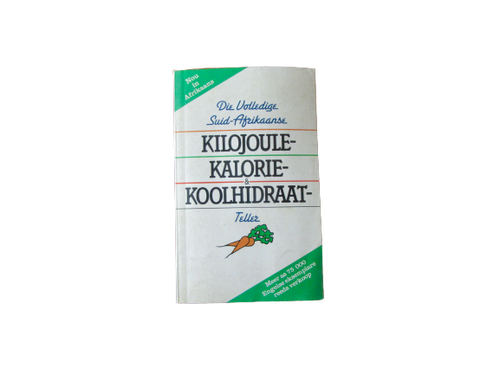 Nou
in
Afrikaans
Die Volledige
Suid-Afrikaanse
KILOJOULE-
KALORIE-
&
KOOLHIDRAAT-
Teller
Meer as 75 000
Engelse eksemplare
reeds verkoop